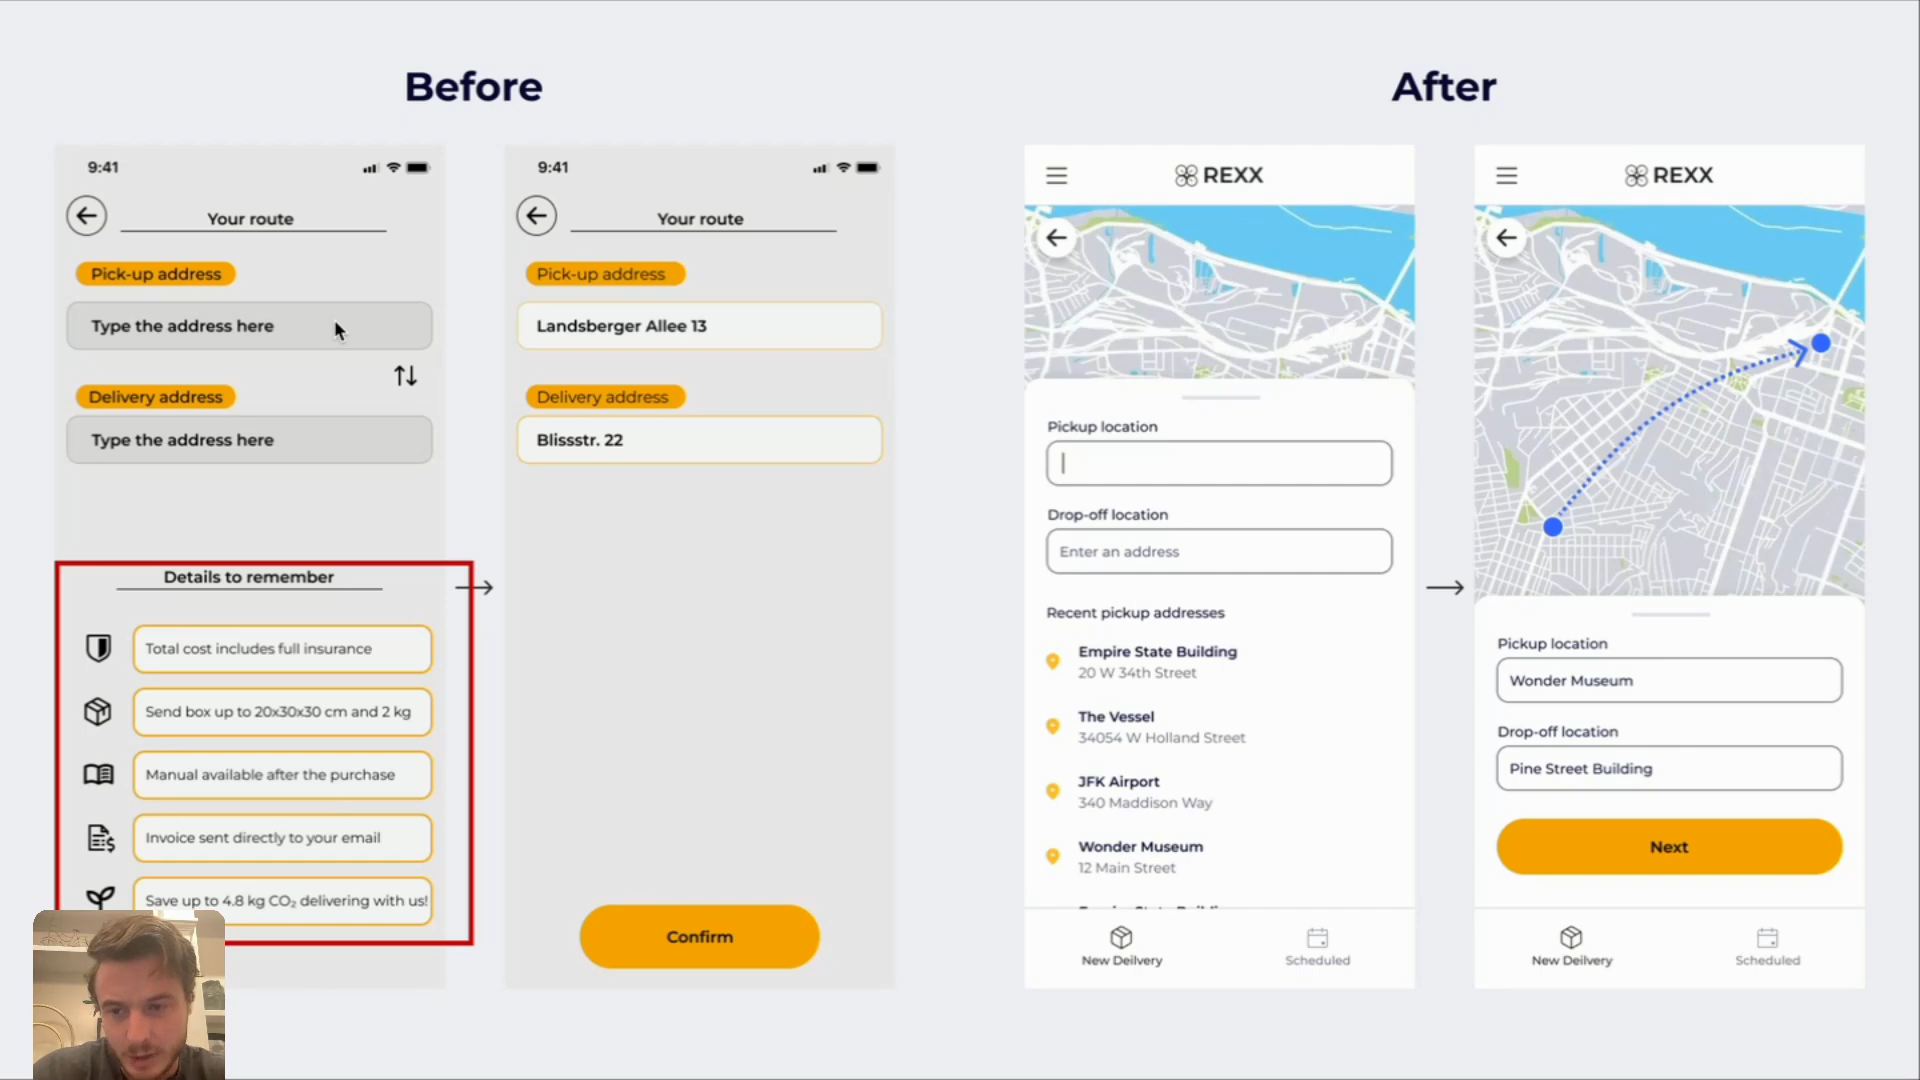 Before
After
9:41
Your route
Pick-up address
Type the address here
Delivery address
Type the address here
Details to remember
Total cost includes full insurance
Send box up to 20x30x30 cm and 2 kg
Manual available after the purchase
Invoice sent directly to your email
Save up to 4.8 kg CO₂ delivering with us!
9:41
Your route
Pick-up address
Landsberger Allee 13
Delivery address
Blissstr. 22
Confirm
REXX
Pickup location
Drop-off location
Enter an address
Recent pickup addresses
Empire State Building
20 W 34th Street
The Vessel
34054 W Holland Street
JFK Airport
340 Maddison Way
Wonder Museum
12 Main Street
New Delivery
Scheduled
REXX
Pickup location
Wonder Museum
Drop-off location
Pine Street Building
Next
New Delivery
Scheduled